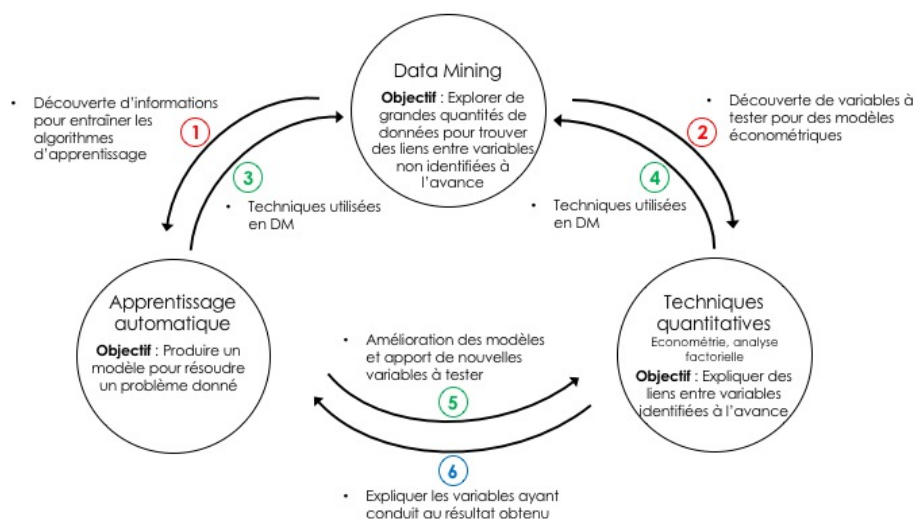 Data Mining
Objectif : Explorer de
grandes quantités de
données pour trouver
des liens entre variables
non identifiées à
l'avance
• Découverte d'informations
pour entraîner les
algorithmes
d'apprentissage
1
• Découverte de variables à
tester pour des modèles
économétriques
2
3
• Techniques utilisées
en DM
4
• Techniques utilisées
en DM
Apprentissage
automatique
Objectif : Produire un
modèle pour résoudre
un problème donné
Techniques
quantitatives
Econométrie, analyse
factorielle
Objectif : Expliquer des
liens entre variables
identifiées à l'avance
• Amélioration des modèles
et apport de nouvelles
variables à tester
5
6
• Expliquer les variables ayant
conduit au résultat obtenu